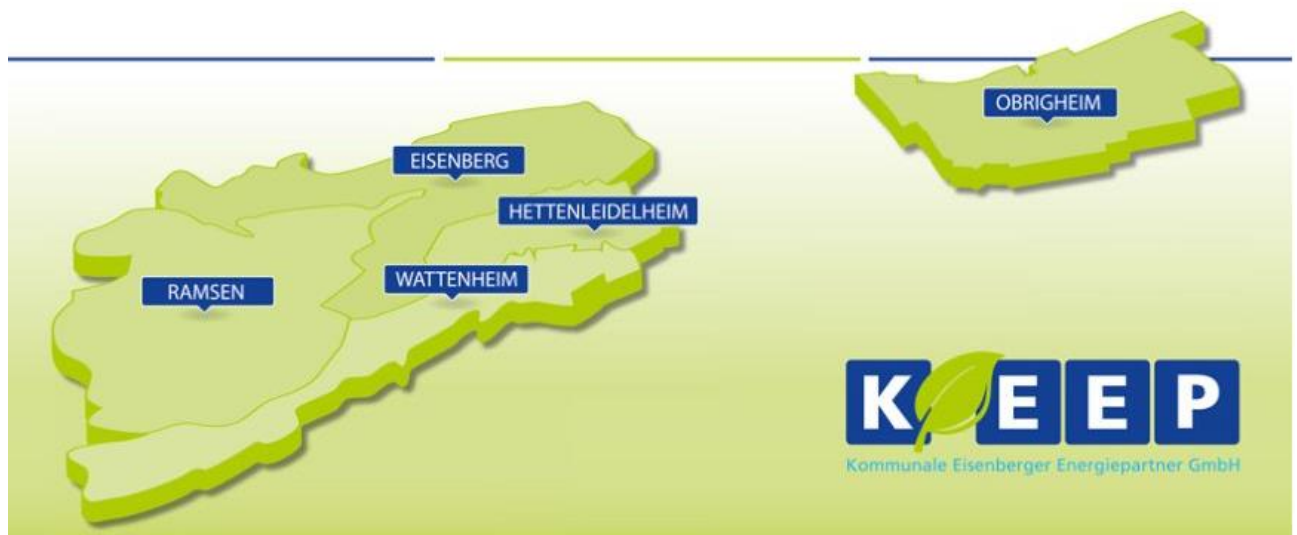 OBRIGHEIM
EISENBERG
HETTENLEIDELHEIM
WATTENHEIM
RAMSEN
KEEP
Kommunale Eisenberger Energiepartner GmbH